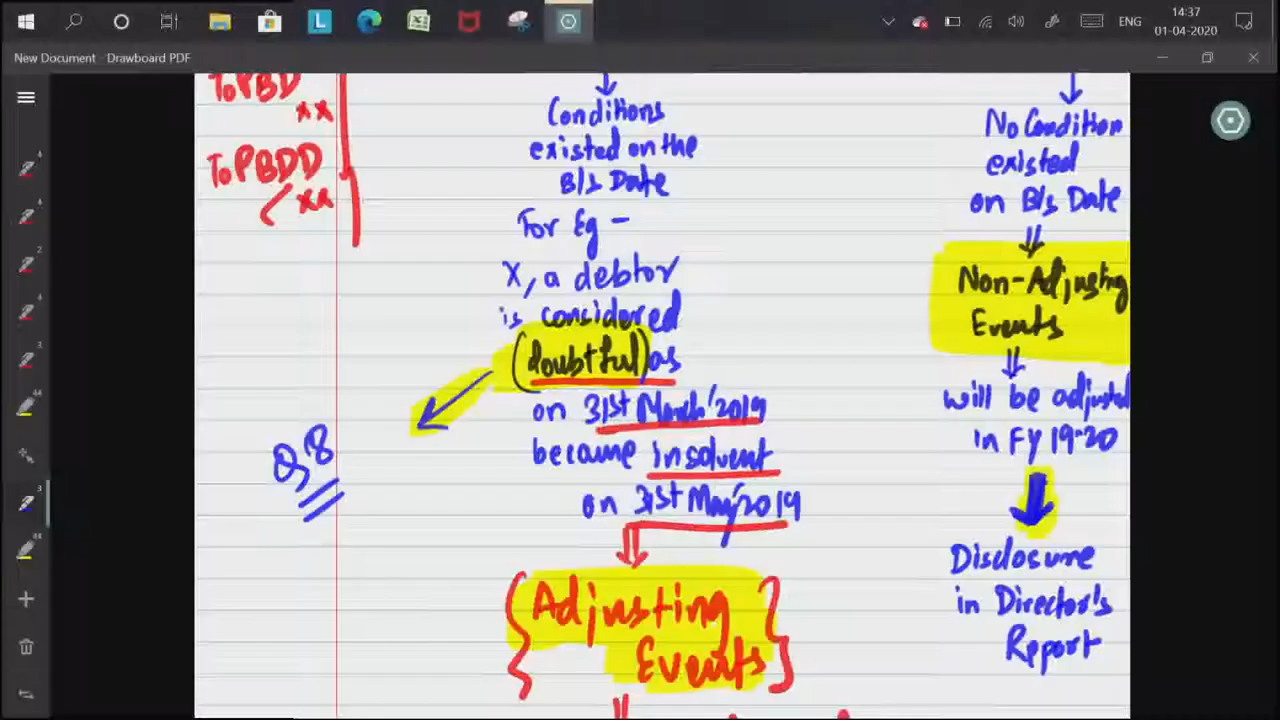 ENG
14:37
01-04-2020
New Document - Drawboard PDF
To PBD
xx
To PBDD
xx
Conditions
existed on the
B/s Date
For Eg -
X, a debtor
is considered
(doubtful) as
on 31st March'2019
became insolvent
on 31st May'2019
{Adjusting
Events}
Q,8
No Condition
existed
on B/s Date
Non-Adjusting
Events
will be adjusted
in FY 19-20
Disclosure
in Director's
Report